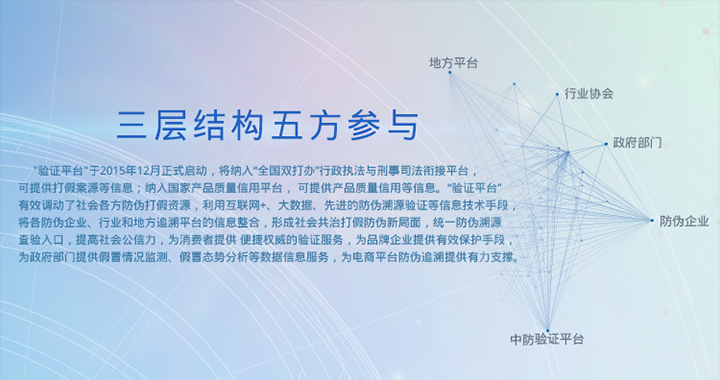 三层结构五方参与
"验证平台"于2015年12月正式启动，将纳入"全国双打办"行政执法与刑事司法衔接平台，
可提供打假案源等信息；纳入国家产品质量信用平台，可提供产品质量信用等信息。"验证平台"
有效调动了社会各方防伪打假资源，利用互联网+、大数据、先进的防伪溯源验证等信息技术手段，
将各防伪企业、行业和地方追溯平台的信息整合，形成社会共治打假防伪新局面，统一防伪溯源
查验入口，提高社会公信力，为消费者提供 便捷权威的验证服务，为品牌企业提供有效保护手段，
为政府部门提供假冒情况监测、假冒态势分析等数据信息服务，为电商平台防伪追溯提供有力支撑。
地方平台
行业协会
政府部门
防伪企业
中防验证平台